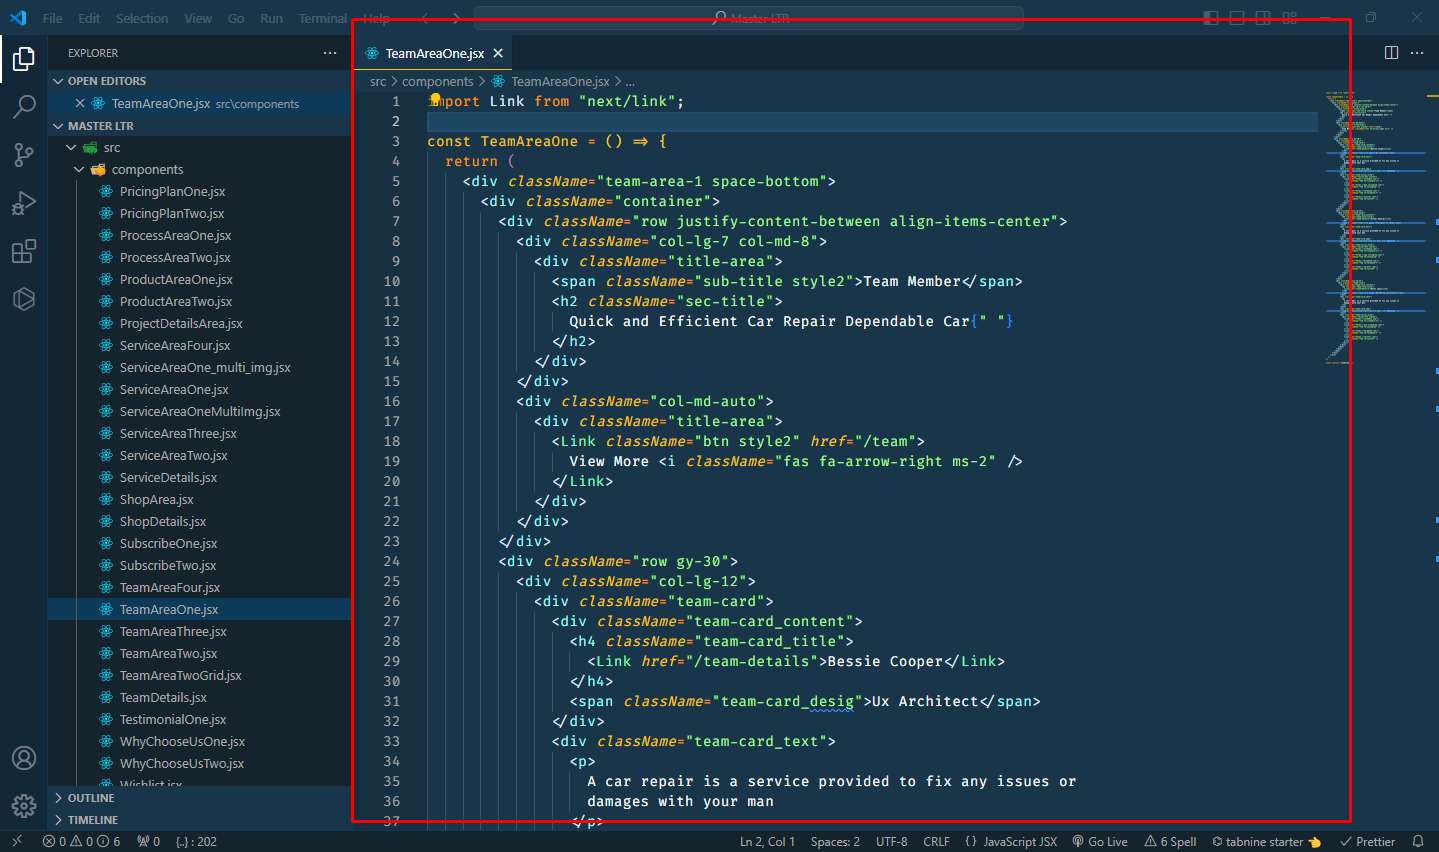 File Edit Selection View Go Run Terminal Help Master LTR
EXPLORER
OPEN EDITORS
TeamAreaOne.jsx src\components
MASTER LTR
src
components
PricingPlanOne.jsx
PricingPlanTwo.jsx
ProcessAreaOne.jsx
ProcessAreaTwo.jsx
ProductAreaOne.jsx
ProductAreaTwo.jsx
ProjectDetailsArea.jsx
ServiceAreaFour.jsx
ServiceAreaOne_multi_img.jsx
ServiceAreaOne.jsx
ServiceAreaOneMultiImg.jsx
ServiceAreaThree.jsx
ServiceAreaTwo.jsx
ServiceDetails.jsx
ShopArea.jsx
ShopDetails.jsx
SubscribeOne.jsx
SubscribeTwo.jsx
TeamAreaFour.jsx
TeamAreaOne.jsx
TeamAreaThree.jsx
TeamAreaTwo.jsx
TeamAreaTwoGrid.jsx
TeamDetails.jsx
TestimonialOne.jsx
WhyChooseUsOne.jsx
WhyChooseUsTwo.jsx
Wishlist.jsx
OUTLINE
TIMELINE
TeamAreaOne.jsx
src > components > TeamAreaOne.jsx > ...
1 import Link from "next/link";
2
3 const TeamAreaOne = () => {
4 return (
5 <div className="team-area-1 space-bottom">
6 <div className="container">
7 <div className="row justify-content-between align-items-center">
8 <div className="col-lg-7 col-md-8">
9 <div className="title-area">
10 <span className="sub-title style2">Team Member</span>
11 <h2 className="sec-title">
12 Quick and Efficient Car Repair Dependable Car{" "}
13 </h2>
14 </div>
15 </div>
16 <div className="col-md-auto">
17 <div className="title-area">
18 <Link className="btn style2" href="/team">
19 View More <i className="fas fa-arrow-right ms-2" />
20 </Link>
21 </div>
22 </div>
23 </div>
24 <div className="row gy-30">
25 <div className="col-lg-12">
26 <div className="team-card">
27 <div className="team-card_content">
28 <h4 className="team-card_title">
29 <Link href="/team-details">Bessie Cooper</Link>
30 </h4>
31 <span className="team-card_desig">Ux Architect</span>
32 </div>
33 <div className="team-card_text">
34 <p>
35 A car repair is a service provided to fix any issues or
36 damages with your man
37 </p>
0 0 6 0 {..} : 202 Ln 2, Col 1 Spaces: 2 UTF-8 CRLF {} JavaScript JSX Go Live 6 Spell tabnine starter Prettier